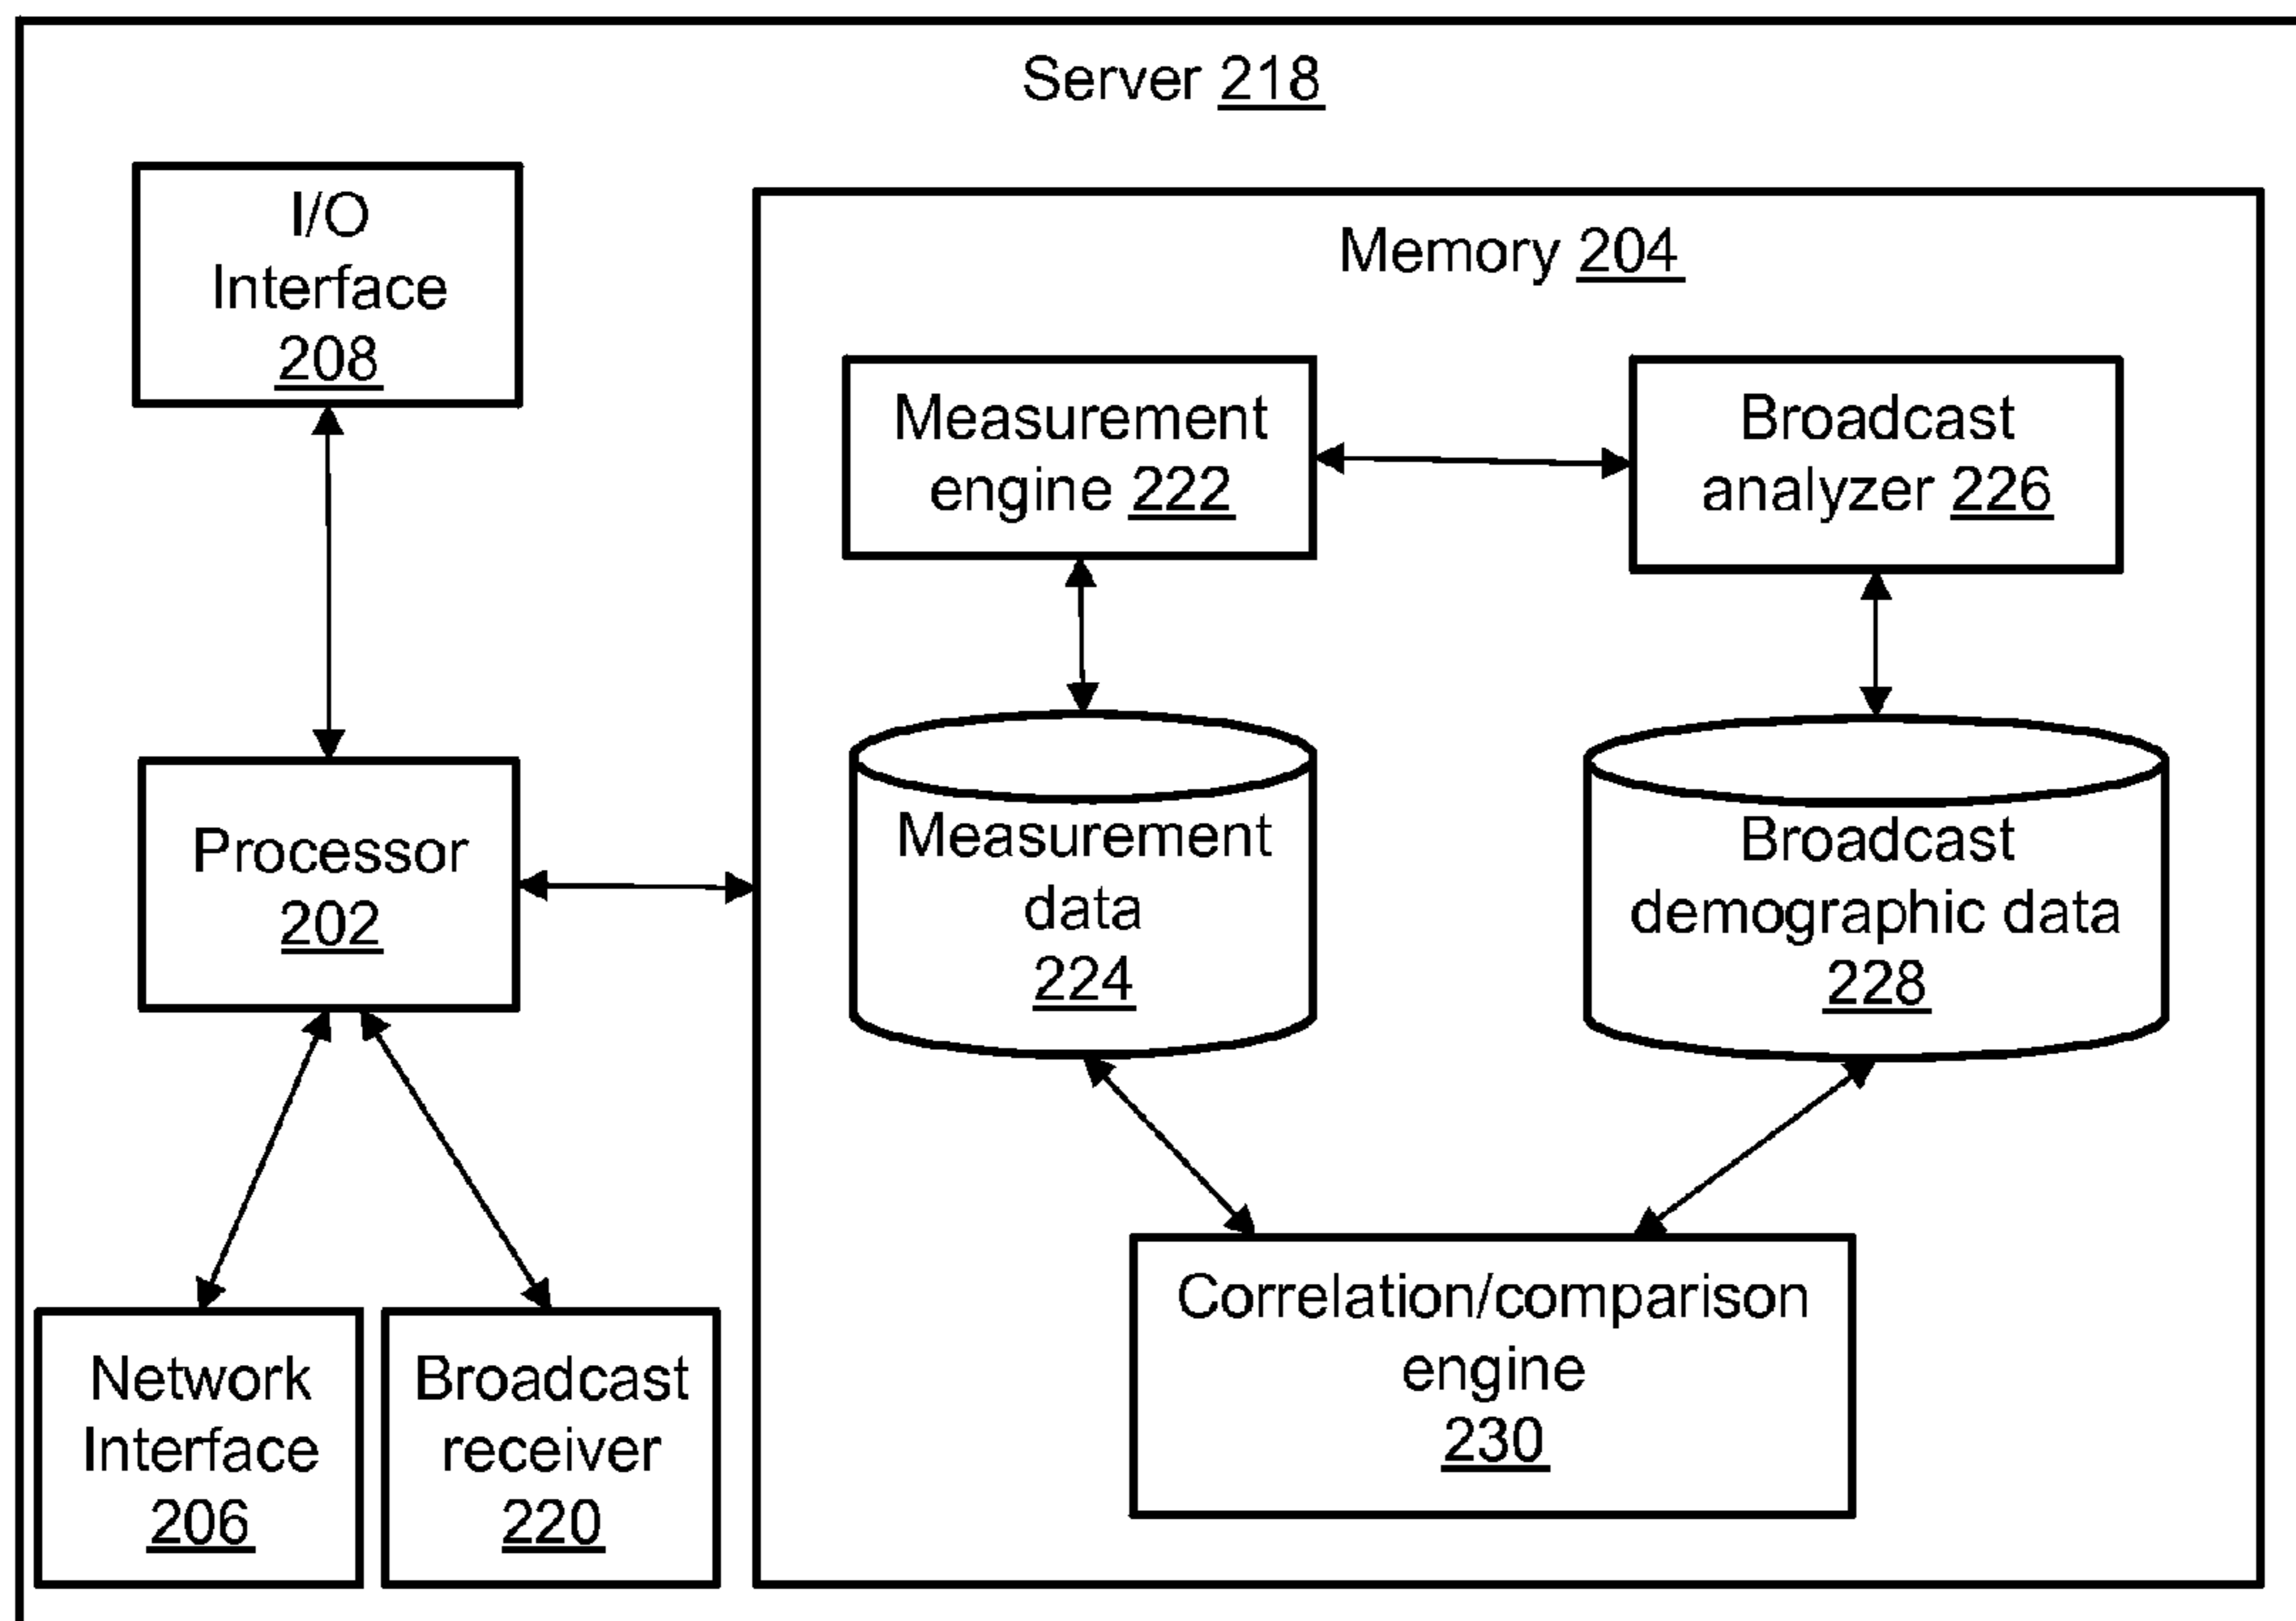 Server 218
I/O
Interface
208
Memory 204
Measurement
engine 222
Broadcast
analyzer 226
Processor
202
Measurement
data
224
Broadcast
demographic data
228
Network
Interface
206
Broadcast
receiver
220
Correlation/comparison
engine
230